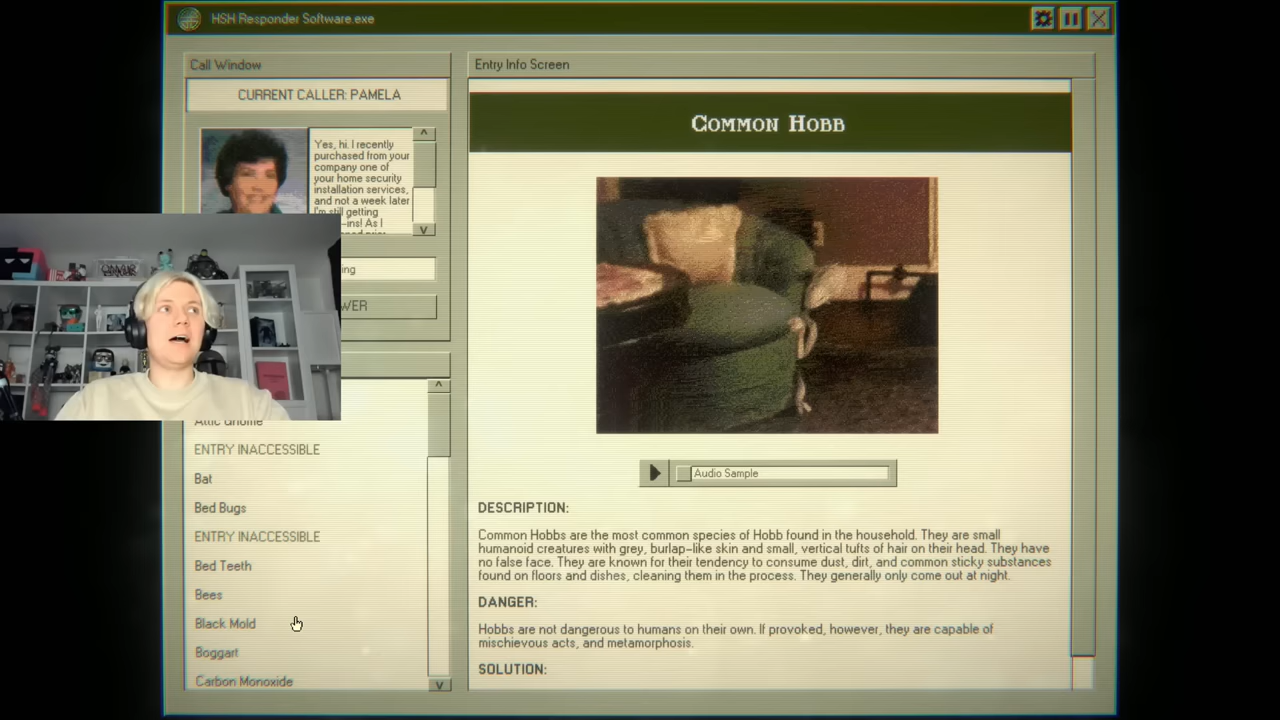 HSH Responder Software.exe
Call Window
CURRENT CALLER: PAMELA
Yes, hi. I recently
purchased from your
company one of
your home security
installation services,
and not a week later
I'm still getting
-ins! As I
ing
WER
Attic Gnome
ENTRY INACCESSIBLE
Bat
Bed Bugs
ENTRY INACCESSIBLE
Bed Teeth
Bees
Black Mold
Boggart
Carbon Monoxide
Entry Info Screen
Common Hobb
Audio Sample
DESCRIPTION:
Common Hobbs are the most common species of Hobb found in the household. They are small
humanoid creatures with grey, burlap-like skin and small, vertical tufts of hair on their head. They have
no false face. They are known for their tendency to consume dust, dirt, and common sticky substances
found on floors and dishes, cleaning them in the process. They generally only come out at night.
DANGER:
Hobbs are not dangerous to humans on their own. If provoked, however, they are capable of
mischievous acts, and metamorphosis.
SOLUTION: